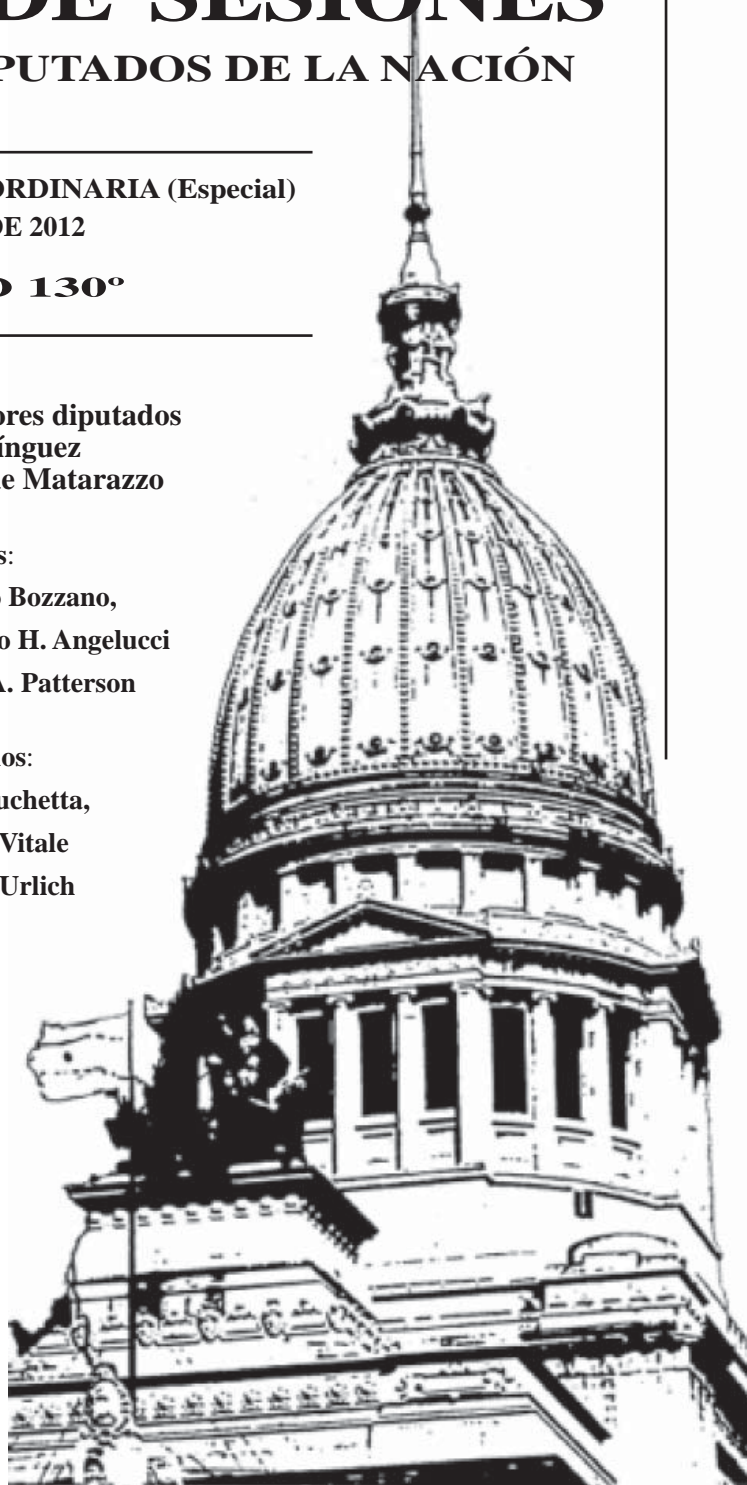 DE SESIONES
PUTADOS DE LA NACIÓN
ORDINARIA (Especial)
DE 2012
O 130º
ores diputados
ínguez
e Matarazzo
s:
o Bozzano,
o H. Angelucci
A. Patterson
ios:
uchetta,
Vitale
Urlich